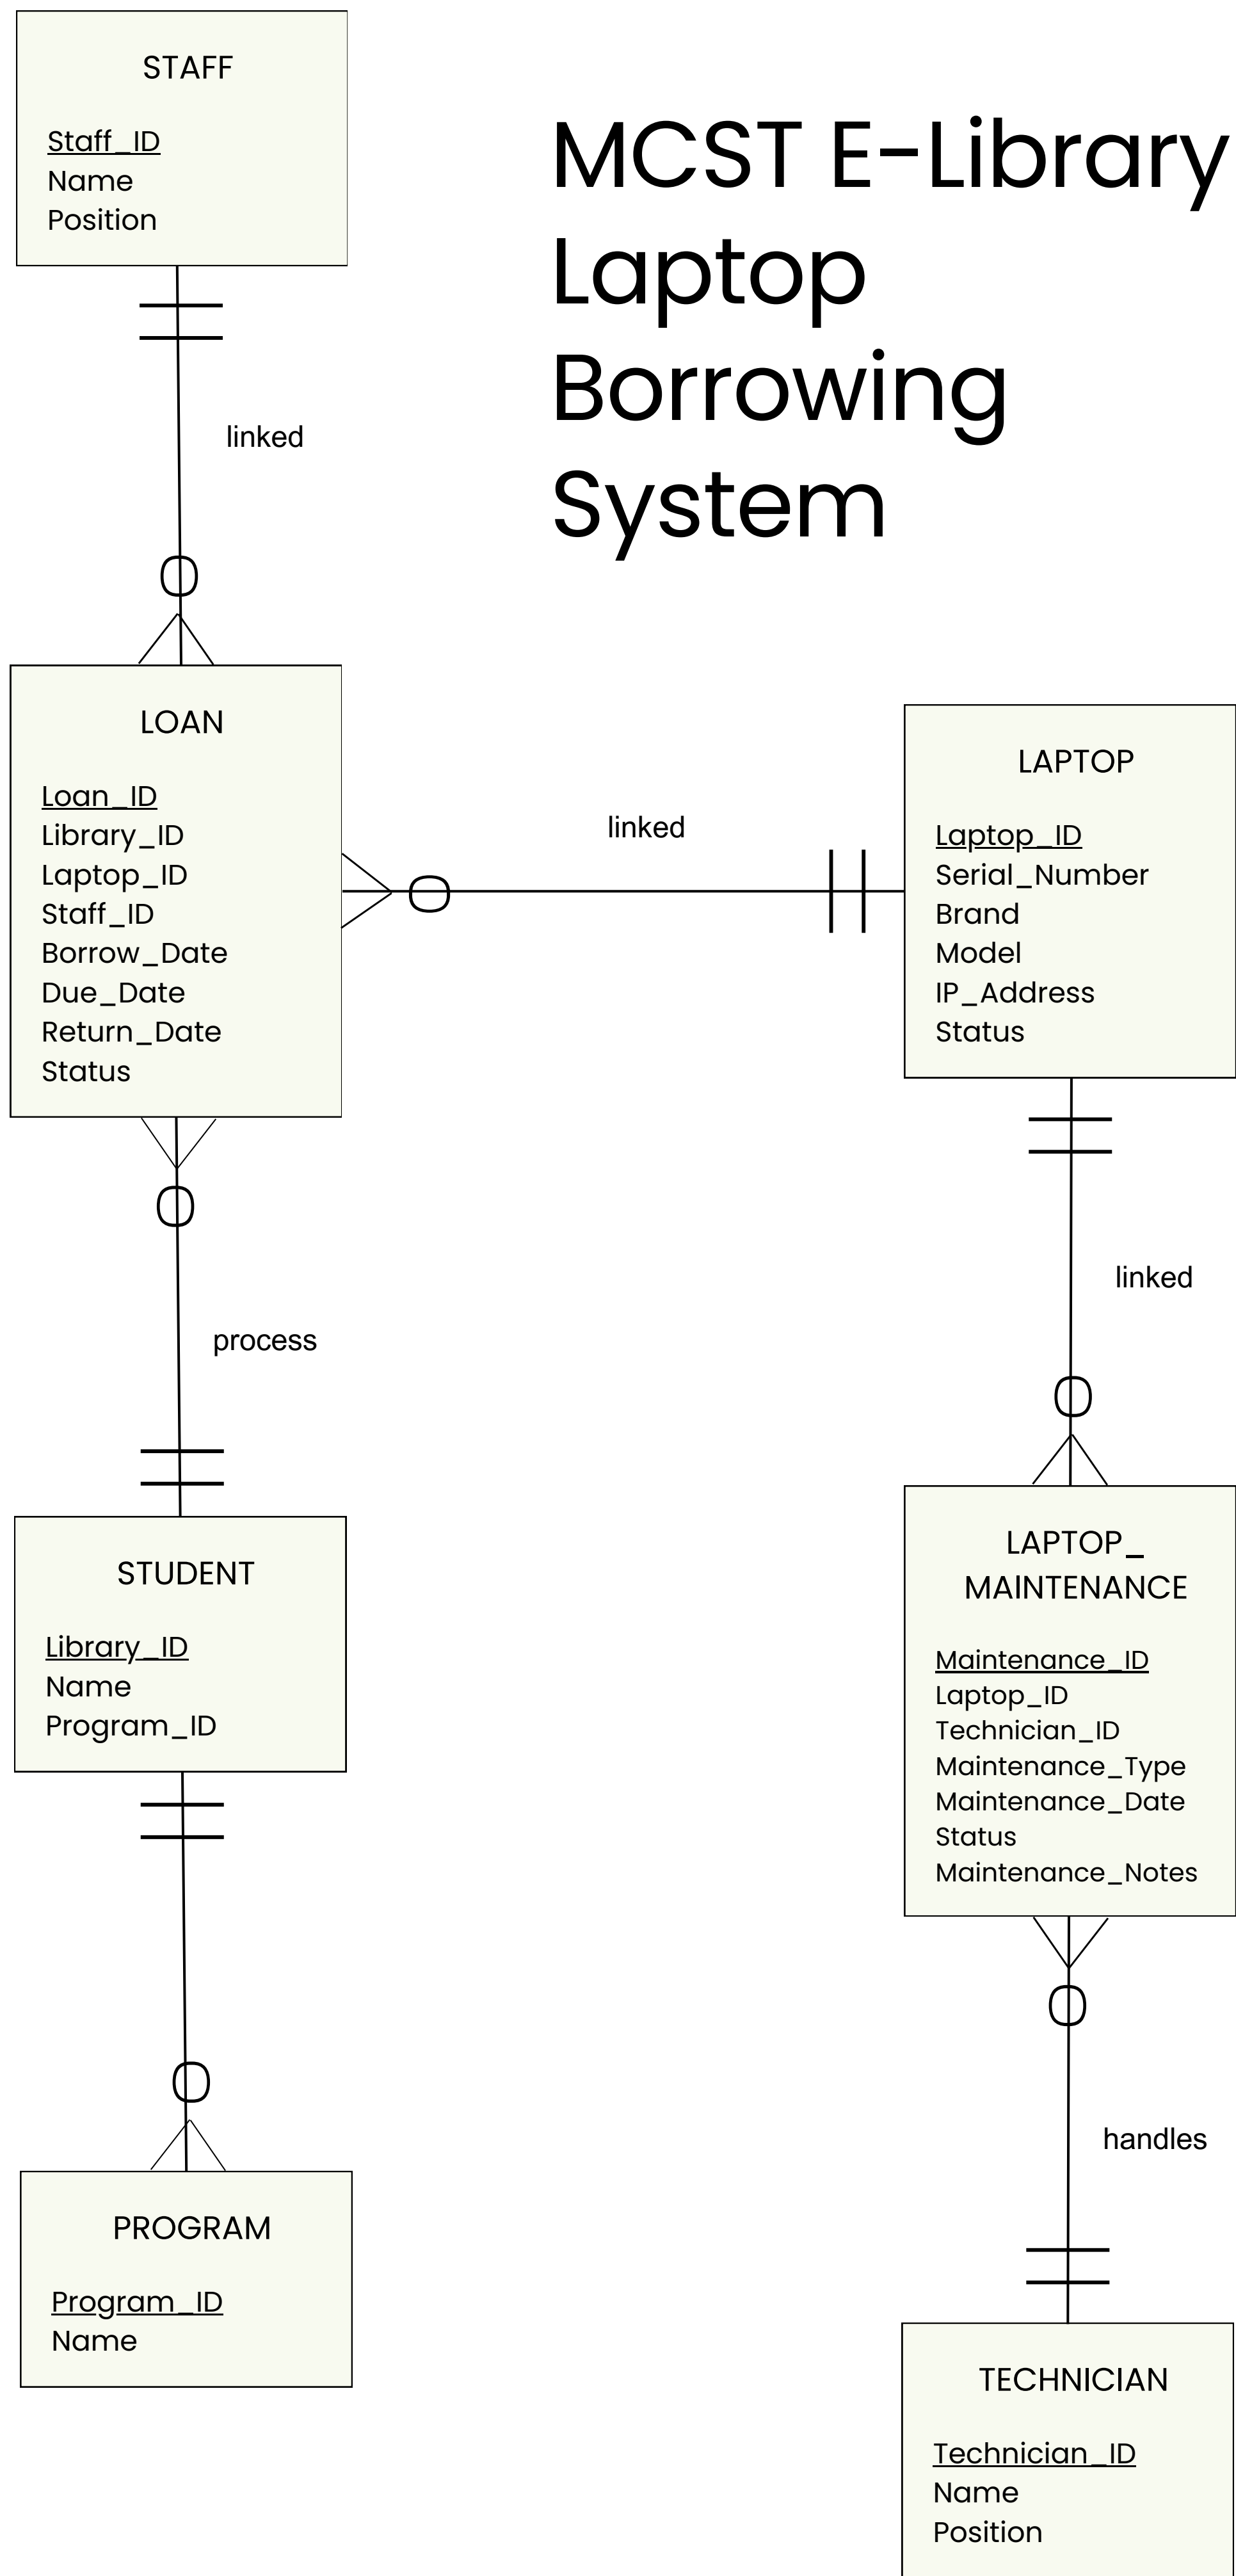 STAFF
Staff_ID
Name
Position
MCST E-Library
Laptop
Borrowing
System
linked
LOAN
Loan_ID
Library_ID
Laptop_ID
Staff_ID
Borrow_Date
Due_Date
Return_Date
Status
linked
LAPTOP
Laptop_ID
Serial_Number
Brand
Model
IP_Address
Status
process
linked
STUDENT
Library_ID
Name
Program_ID
LAPTOP_
MAINTENANCE
Maintenance_ID
Laptop_ID
Technician_ID
Maintenance_Type
Maintenance_Date
Status
Maintenance_Notes
handles
PROGRAM
Program_ID
Name
TECHNICIAN
Technician_ID
Name
Position